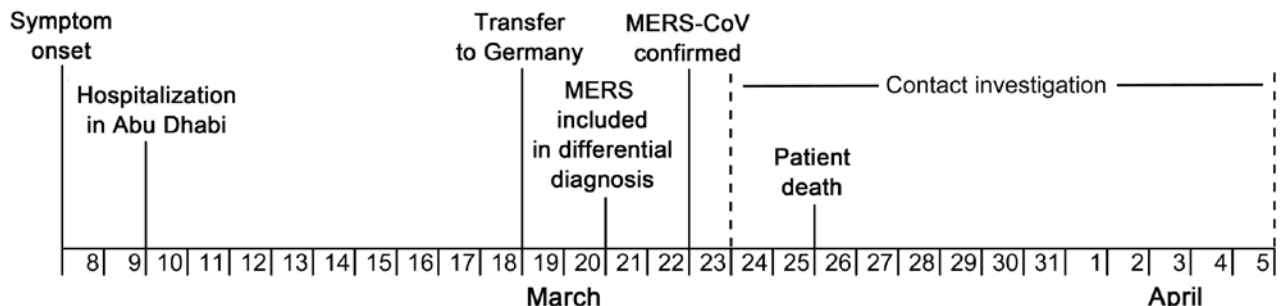 Symptom
onset
Hospitalization
in Abu Dhabi
Transfer
to Germany
MERS
included
in differential
diagnosis
MERS-CoV
confirmed
Contact investigation
Patient
death
8 9 10 11 12 13 14 15 16 17 18 19 20 21 22 23 24 25 26 27 28 29 30 31 1 2 3 4 5
March April